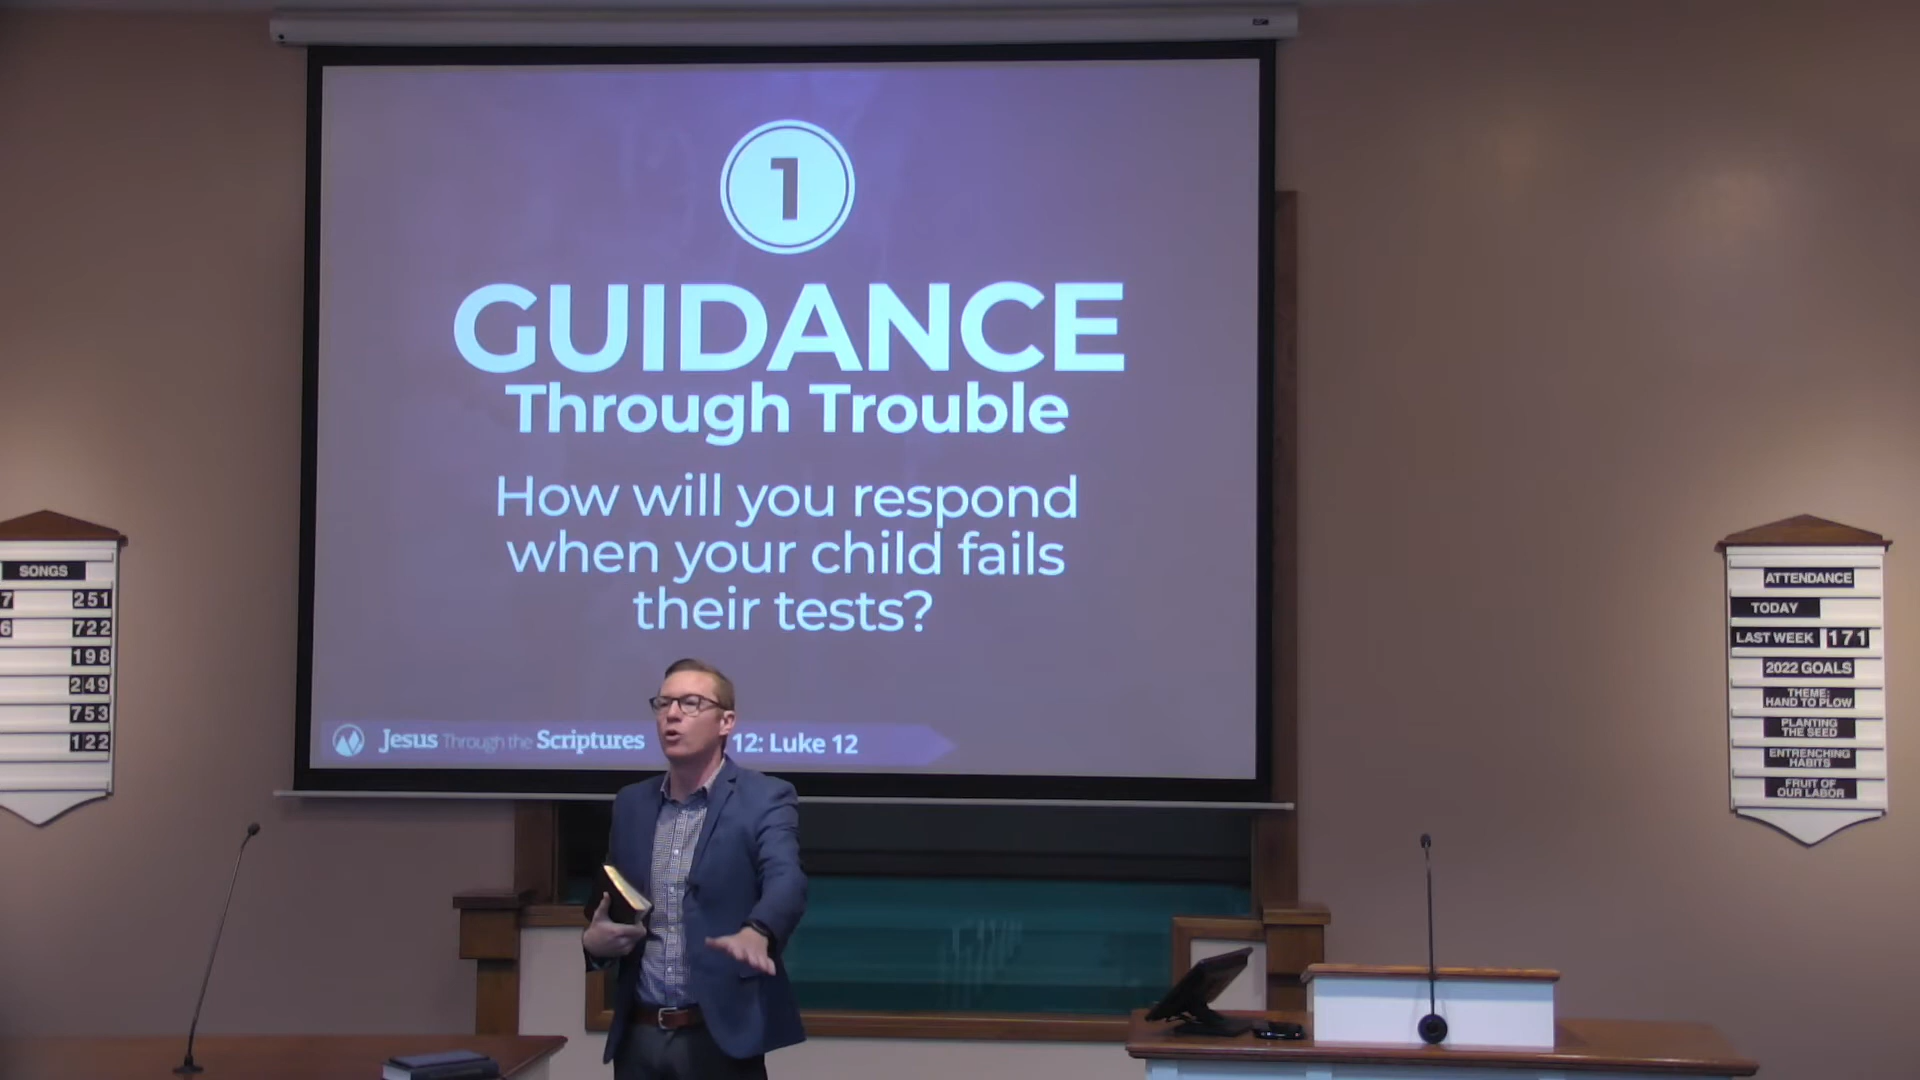 1
GUIDANCE
Through Trouble
How will you respond
when your child fails
their tests?
Jesus Through the Scriptures 12: Luke 12
SONGS
7 251
6 722
198
249
753
122
ATTENDANCE
TODAY
LAST WEEK 171
2022 GOALS
THEME:
HAND TO PLOW
PLANTING
THE SEED
ENTRENCHING
HABITS
FRUIT OF
OUR LABOR